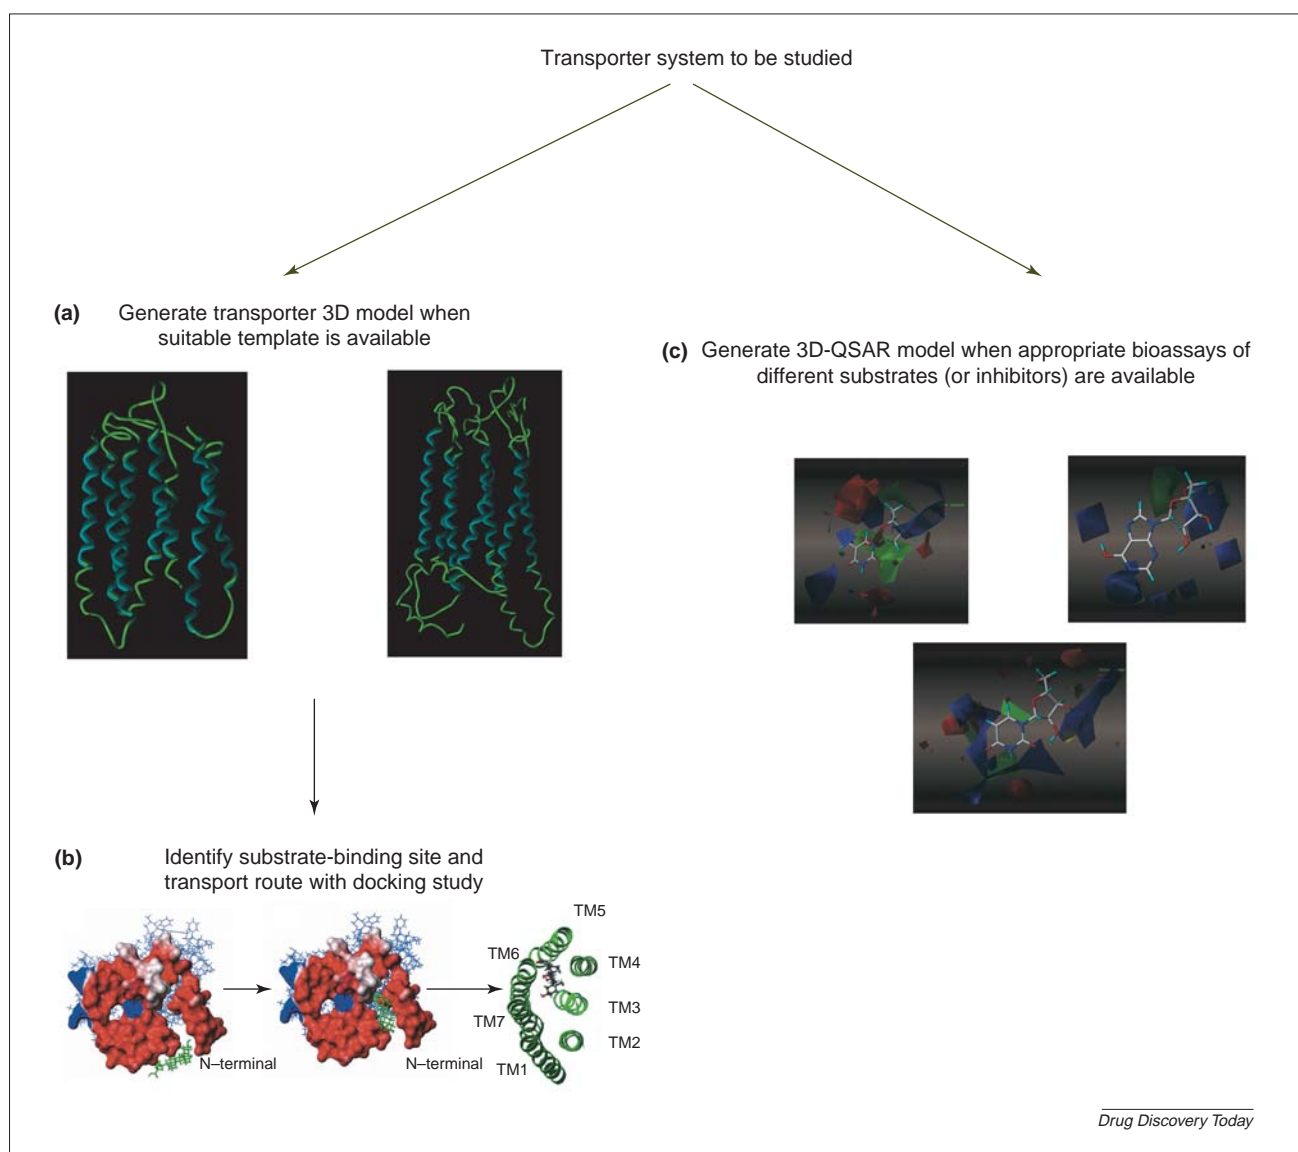 Transporter system to be studied
(a) Generate transporter 3D model when
suitable template is available
(c) Generate 3D-QSAR model when appropriate bioassays of
different substrates (or inhibitors) are available
(b) Identify substrate-binding site and
transport route with docking study
TM5
TM6
TM4
TM3
TM7
TM2
N–terminal
N–terminal
TM1
Drug Discovery Today